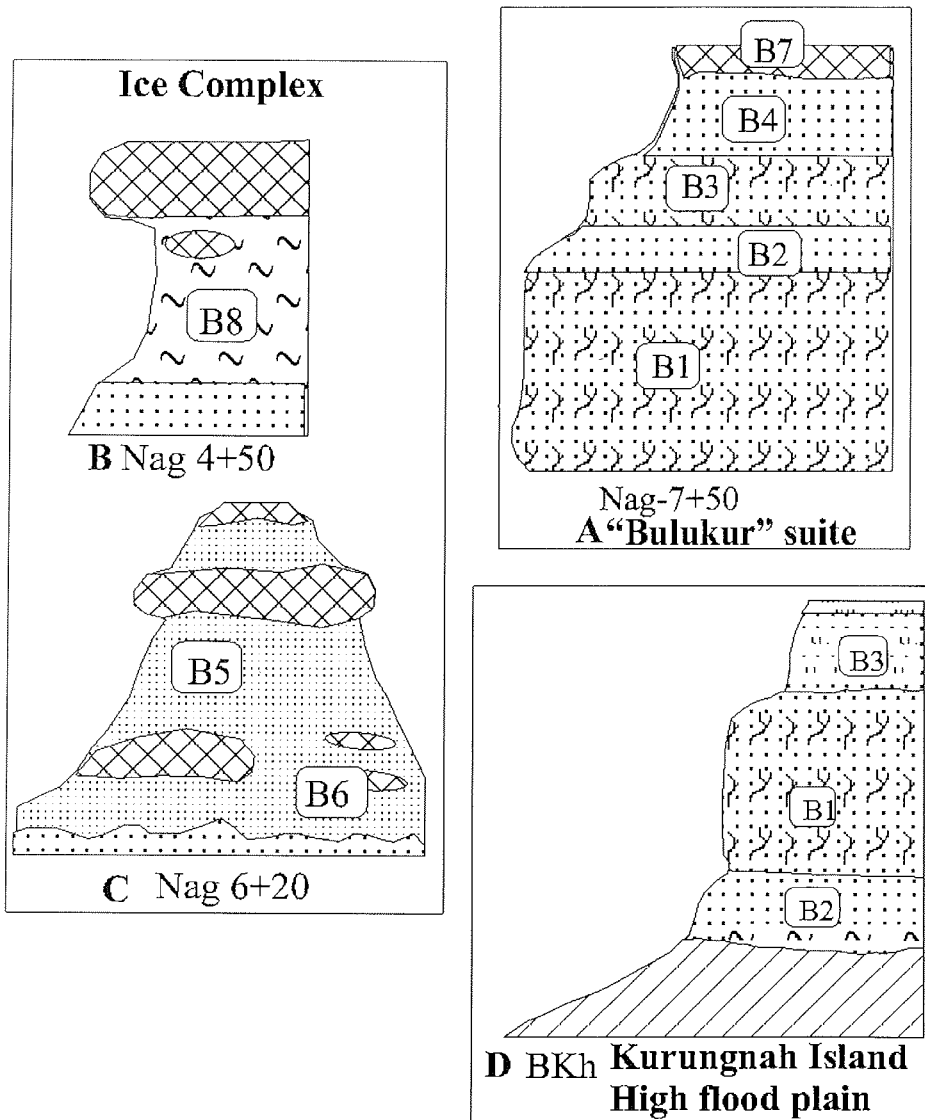 Ice Complex
B8
B Nag 4+50
B5
B6
C Nag 6+20
B7
B4
B3
B2
B1
Nag-7+50
A “Bulukur” suite
B3
B1
B2
D BKh Kurungnah Island
High flood plain